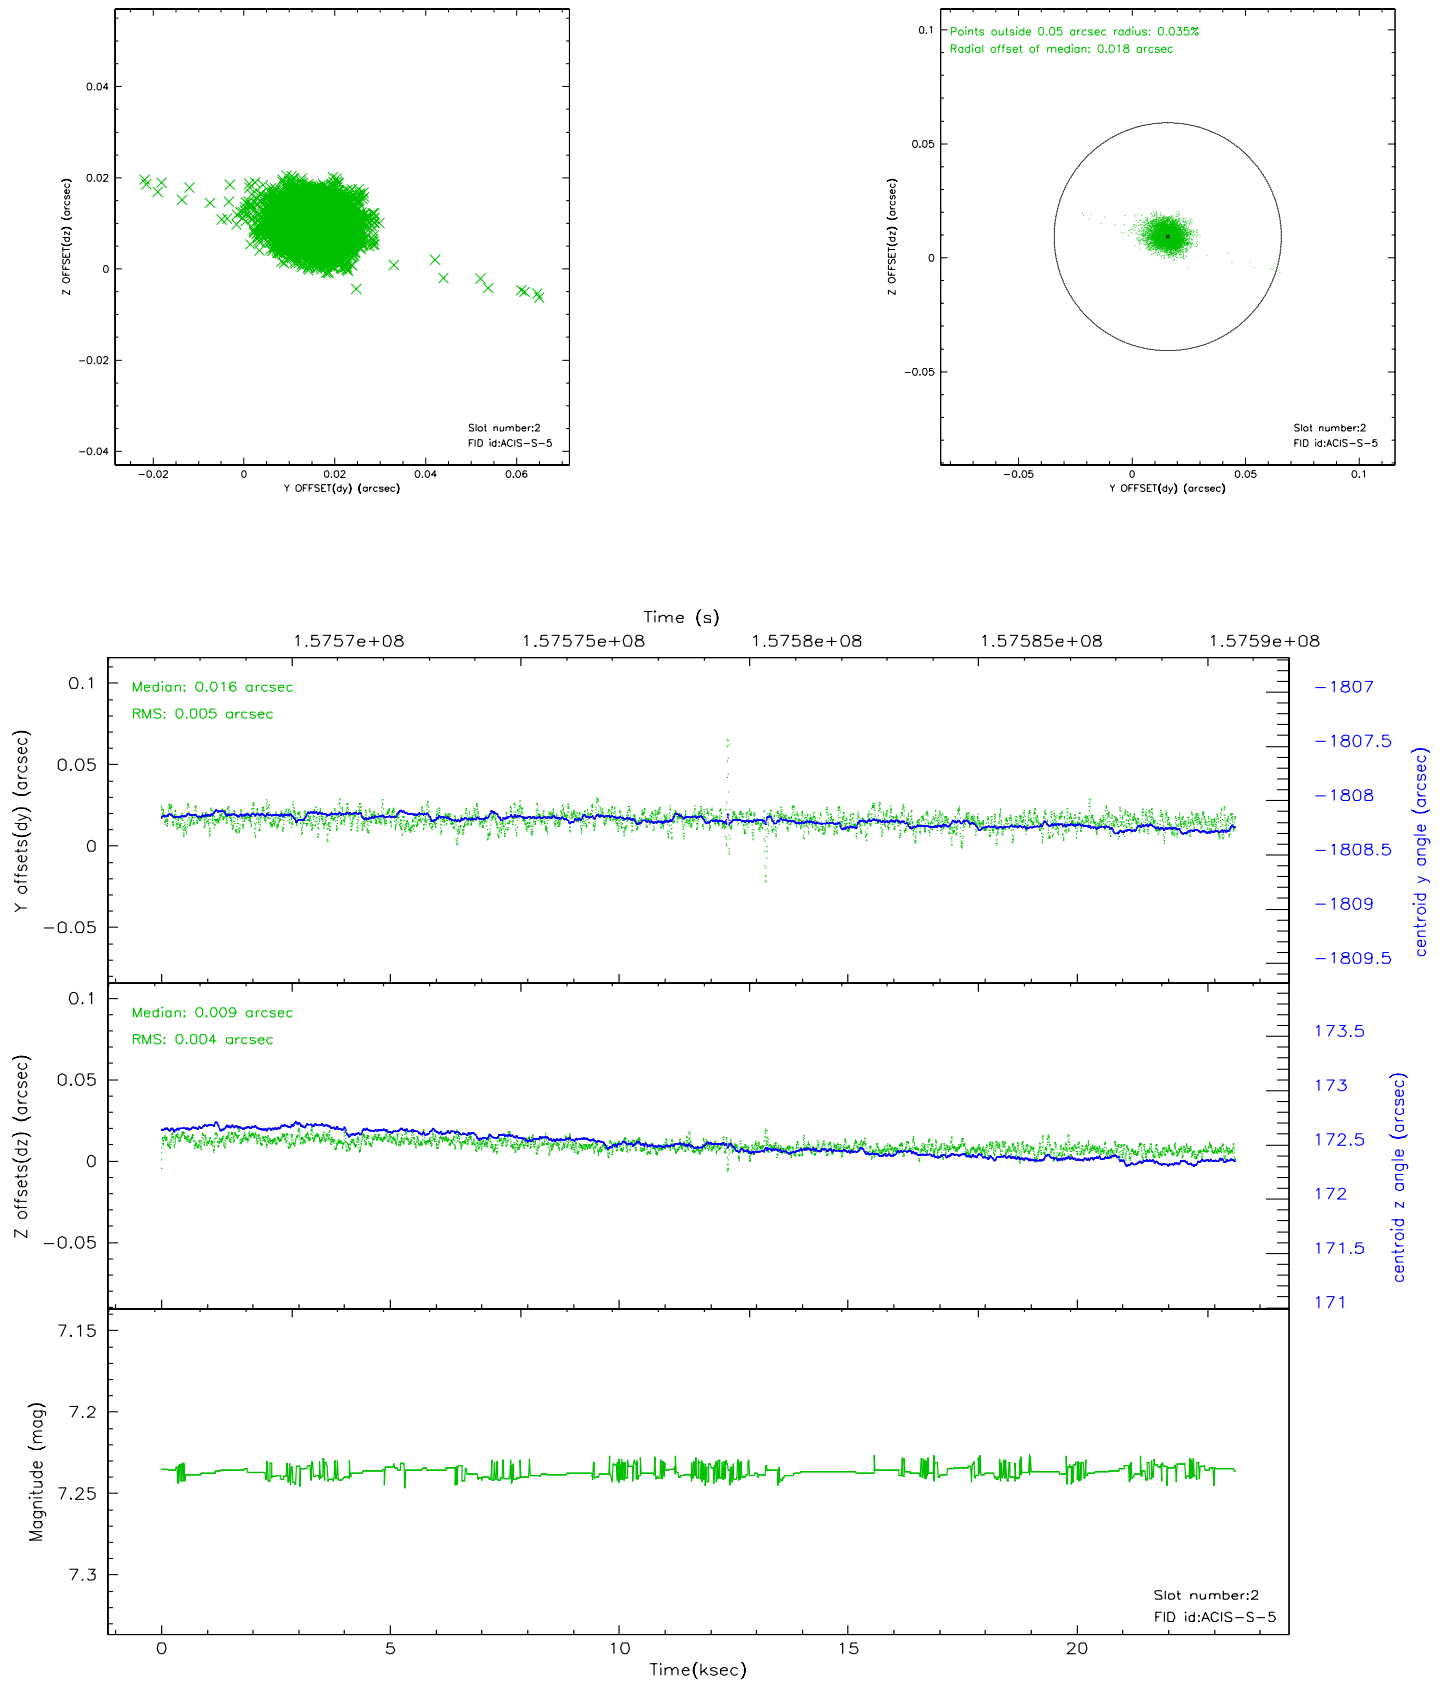 0.04
0.02
0
−0.02
−0.04
Z OFFSET(dz) (arcsec)
Slot number:2
FID id:ACIS−S−5
−0.02
0
0.02
0.04
0.06
Y OFFSET(dy) (arcsec)
Points outside 0.05 arcsec radius: 0.035%
Radial offset of median: 0.018 arcsec
0.1
0.05
0
−0.05
Z OFFSET(dz) (arcsec)
Slot number:2
FID id:ACIS−S−5
−0.05
0
0.05
0.1
Y OFFSET(dy) (arcsec)
Time (s)
1.5757e+08
1.57575e+08
1.5758e+08
1.57585e+08
1.5759e+08
Median: 0.016 arcsec
RMS: 0.005 arcsec
0.1
0.05
0
−0.05
Y offsets(dy) (arcsec)
−1807
−1807.5
−1808
−1808.5
−1809
−1809.5
centroid y angle (arcsec)
Median: 0.009 arcsec
RMS: 0.004 arcsec
0.1
0.05
0
−0.05
Z offsets(dz) (arcsec)
173.5
173
172.5
172
171.5
171
centroid z angle (arcsec)
7.15
7.2
7.25
7.3
Magnitude (mag)
Slot number:2
FID id:ACIS−S−5
0
5
10
15
20
Time(ksec)